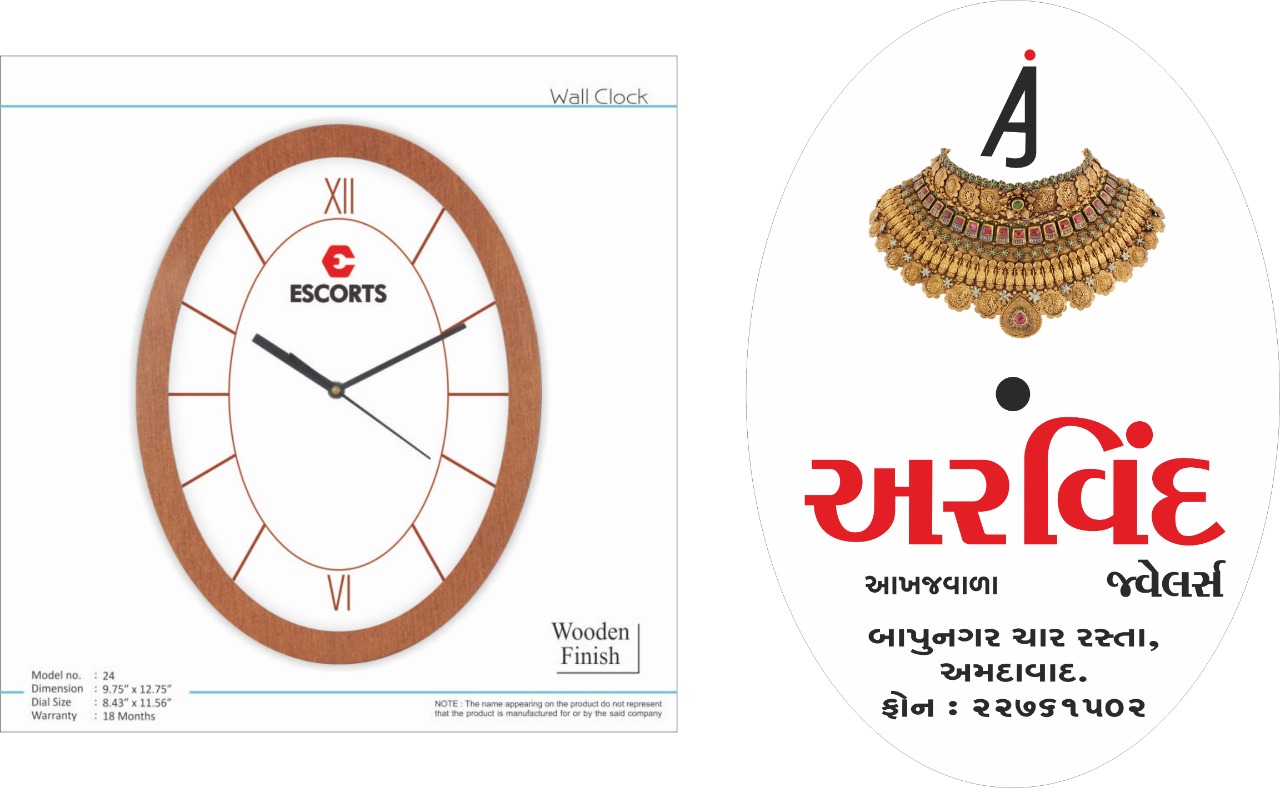 Wall Clock
XII
ESCORTS
VI
Wooden
Finish
Model no. : 24
Dimension : 9.75” x 12.75”
Dial Size : 8.43” x 11.56”
Warranty : 18 Months
NOTE : The name appearing on the product do not represent
that the product is manufactured for or by the said company
AJ
અરવિંદ
આખજવાળા જ્વેલર્સ
બાપુનગર ચાર રસ્તા,
અમદાવાદ.
ફોન : ૨૨૭૬૧૫૦૨